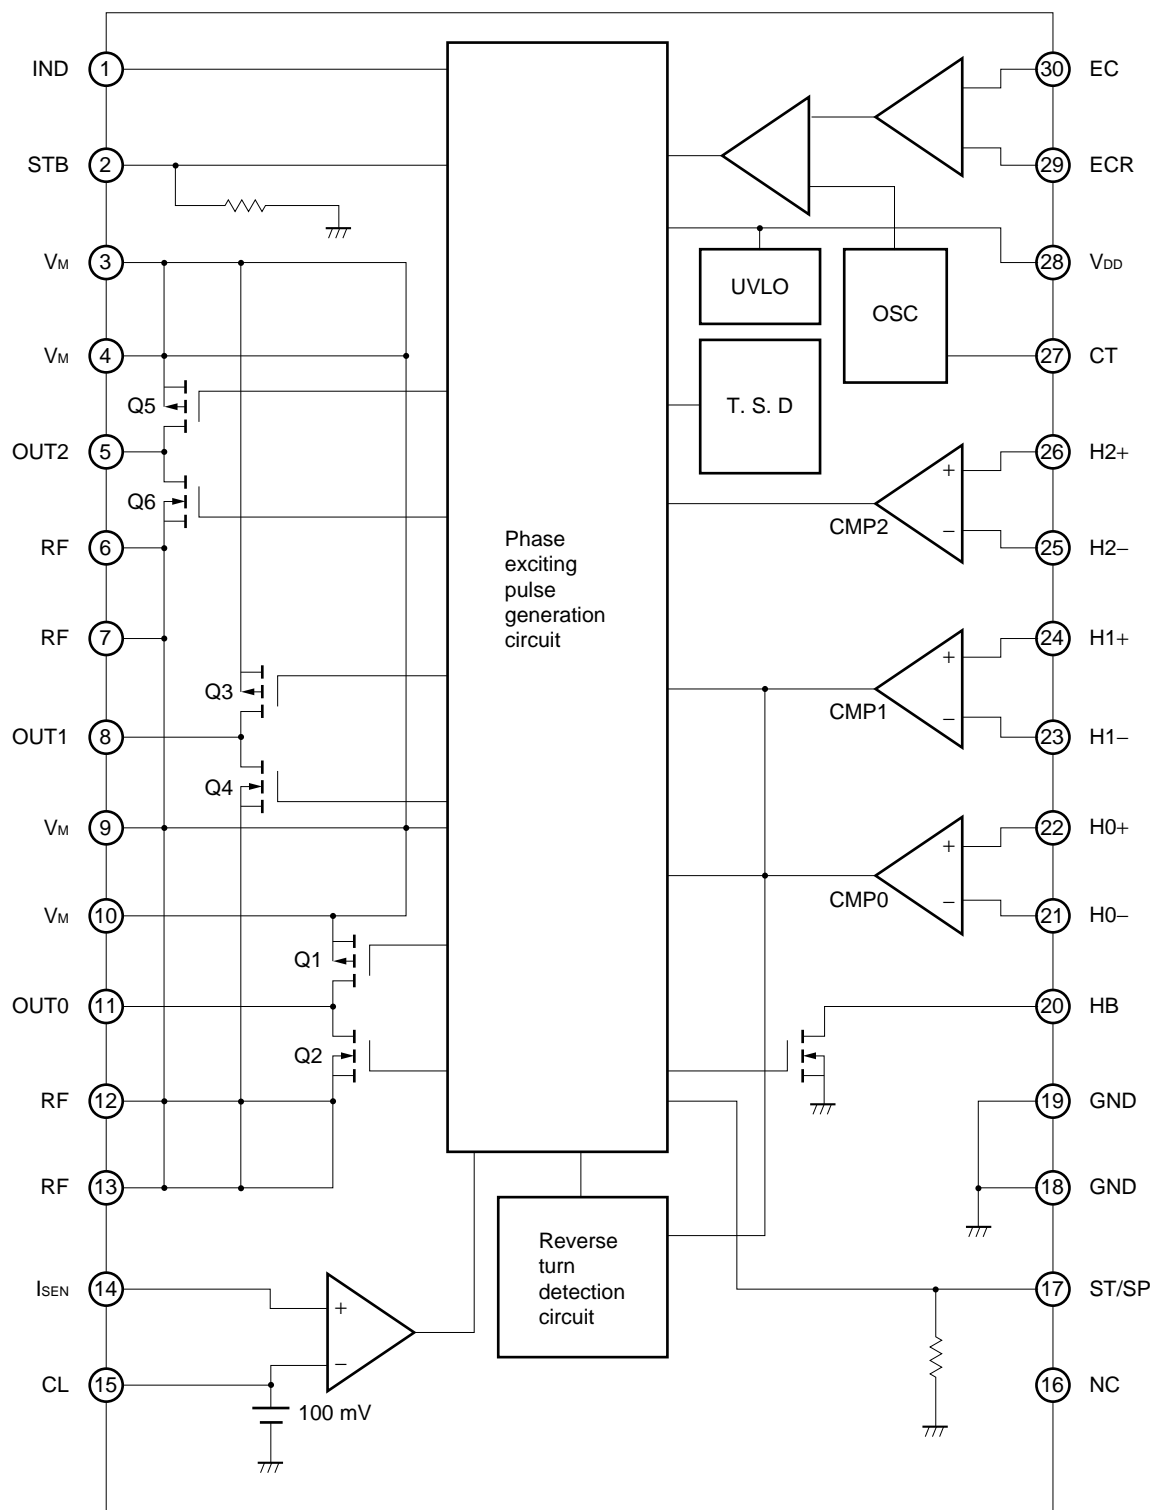 IND 1
STB 2
VM 3
VM 4
Q5
OUT2 5
Q6
RF 6
RF 7
Q3
OUT1 8
Q4
VM 9
VM 10
Q1
OUT0 11
Q2
RF 12
RF 13
ISEN 14
+
−
CL 15
100 mV
Phase
exciting
pulse
generation
circuit
Reverse
turn
detection
circuit
UVLO
OSC
T. S. D
30 EC
29 ECR
28 VDD
27 CT
26 H2+
+
CMP2
−
25 H2−
24 H1+
+
CMP1
−
23 H1−
22 H0+
+
CMP0
−
21 H0−
20 HB
19 GND
18 GND
17 ST/SP
16 NC